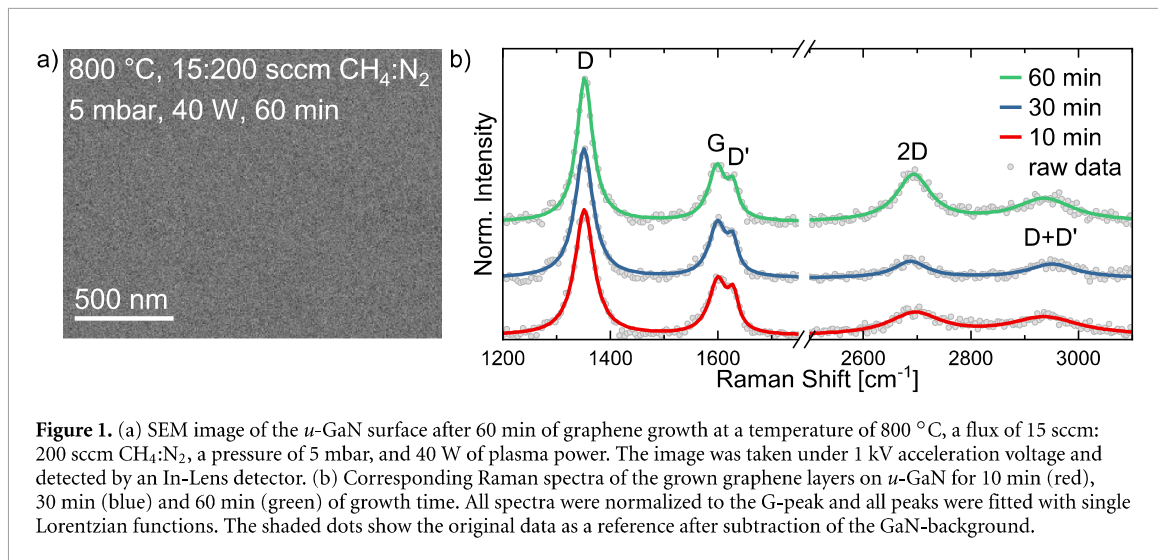 a)
800 °C, 15:200 sccm CH₄:N₂
5 mbar, 40 W, 60 min
500 nm
b)
D
G
D'
2D
D+D'
60 min
30 min
10 min
raw data
Norm. Intensity
1200 1400 1600 2600 2800 3000
Raman Shift [cm⁻¹]
Figure 1. (a) SEM image of the u-GaN surface after 60 min of graphene growth at a temperature of 800 °C, a flux of 15 sccm:
200 sccm CH₄:N₂, a pressure of 5 mbar, and 40 W of plasma power. The image was taken under 1 kV acceleration voltage and
detected by an In-Lens detector. (b) Corresponding Raman spectra of the grown graphene layers on u-GaN for 10 min (red),
30 min (blue) and 60 min (green) of growth time. All spectra were normalized to the G-peak and all peaks were fitted with single
Lorentzian functions. The shaded dots show the original data as a reference after subtraction of the GaN-background.